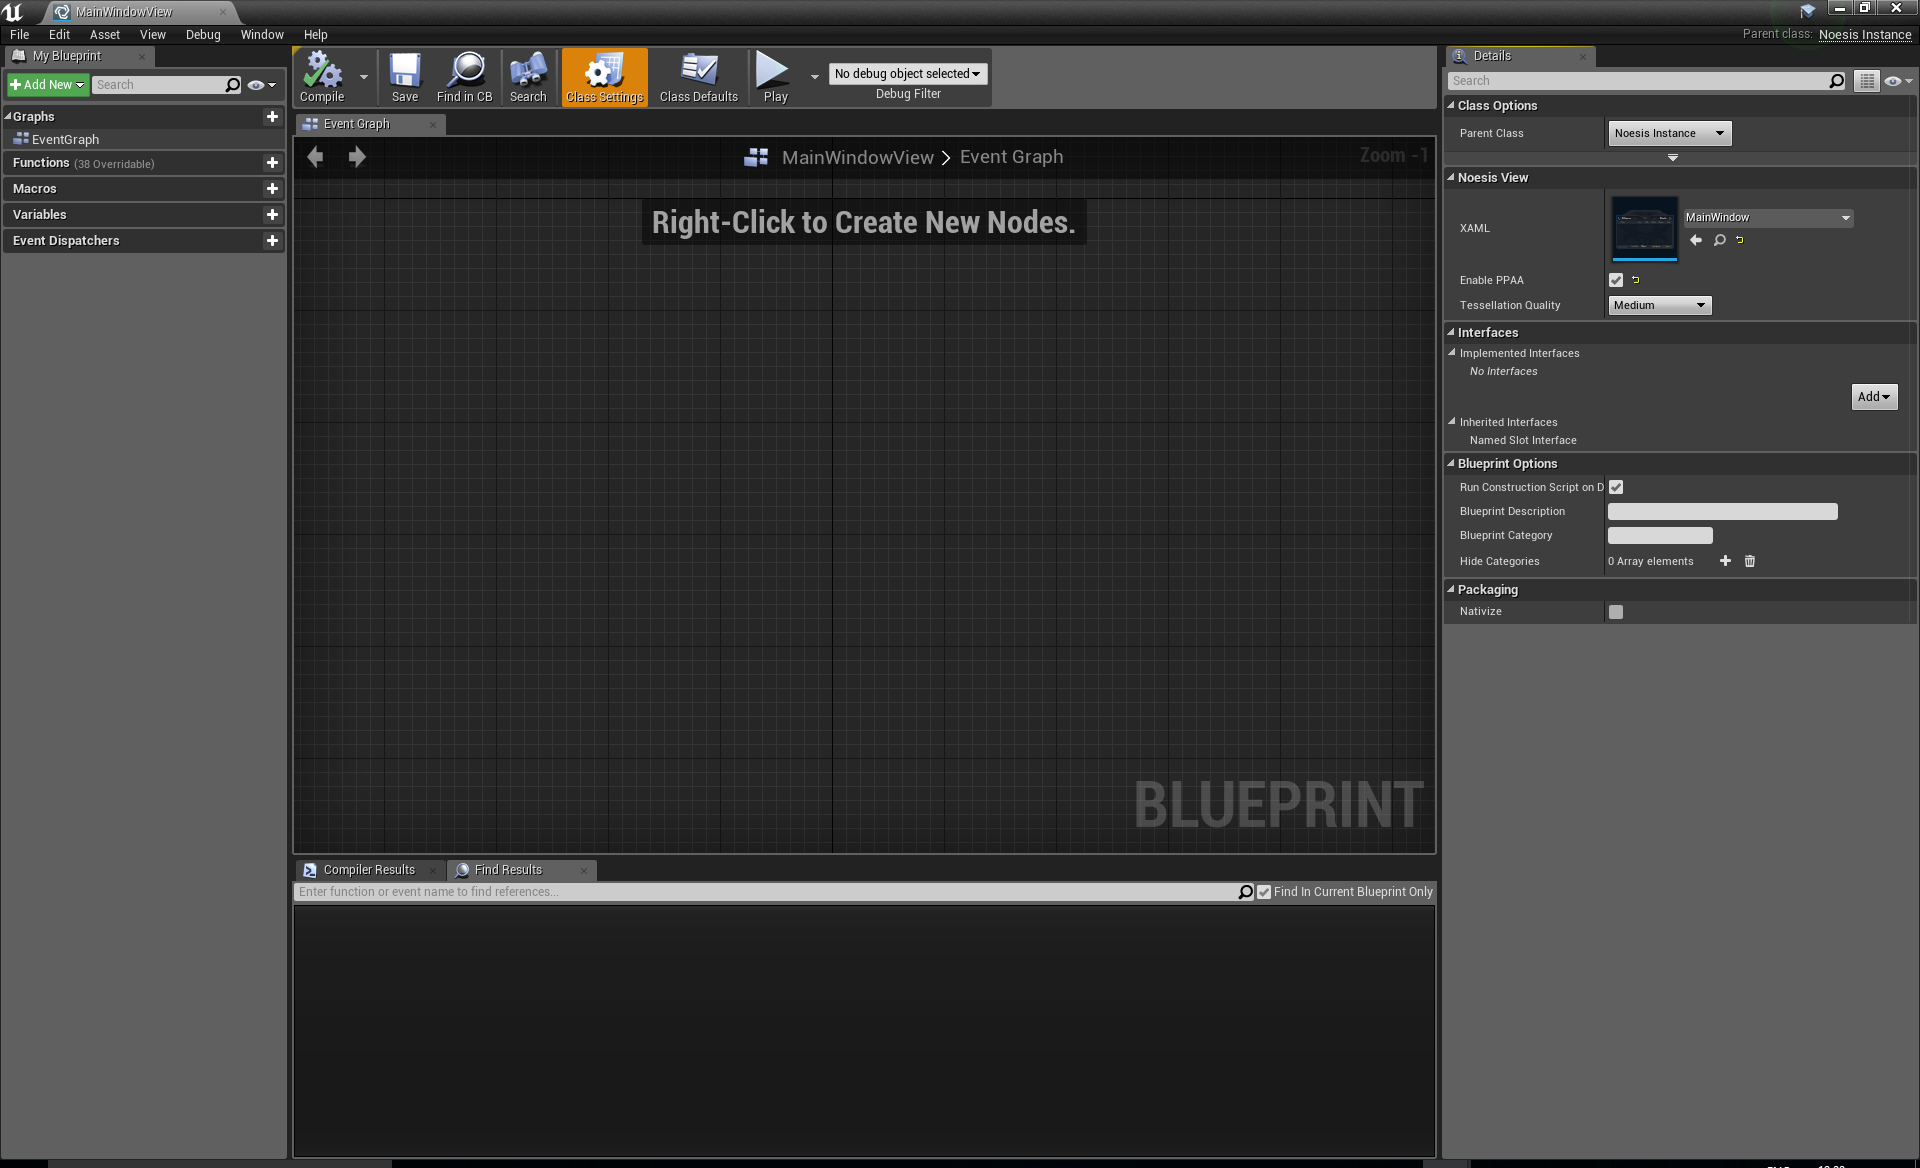 MainWindowView
File Edit Asset View Debug Window Help
Parent class: Noesis Instance
My Blueprint
Add New
Search
Graphs
EventGraph
Functions (38 Overridable)
Macros
Variables
Event Dispatchers
Compile
Save
Find in CB
Search
Class Settings
Class Defaults
Play
No debug object selected
Debug Filter
Event Graph
MainWindowView > Event Graph
Zoom -1
Right-Click to Create New Nodes.
BLUEPRINT
Compiler Results
Find Results
Enter function or event name to find references...
Find In Current Blueprint Only
Details
Search
Class Options
Parent Class Noesis Instance
Noesis View
XAML MainWindow
Enable PPAA
Tessellation Quality Medium
Interfaces
Implemented Interfaces
No Interfaces
Add
Inherited Interfaces
Named Slot Interface
Blueprint Options
Run Construction Script on D
Blueprint Description
Blueprint Category
Hide Categories 0 Array elements
Packaging
Nativize